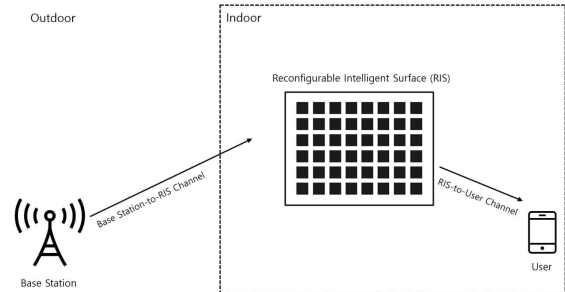 Outdoor
Indoor
Reconfigurable Intelligent Surface (RIS)
Base Station-to-RIS Channel
RIS-to-User Channel
Base Station
User